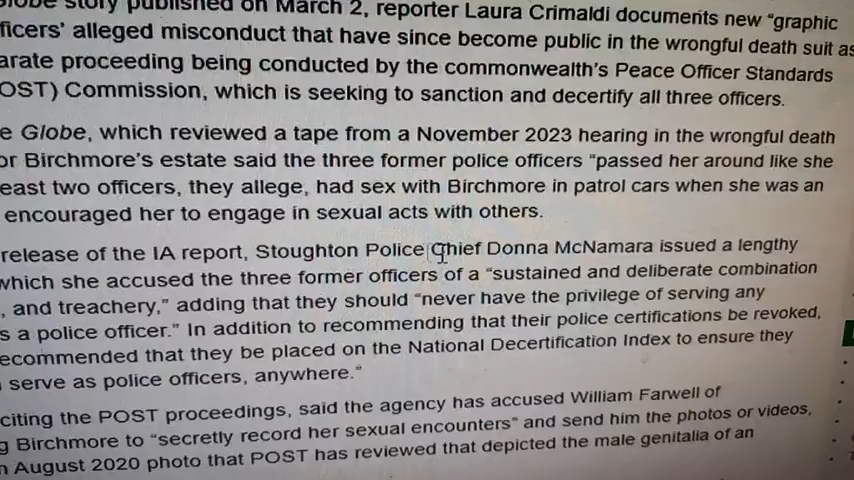 Globe story published on March 2, reporter Laura Crimaldi documents new "graphic
ficers' alleged misconduct that have since become public in the wrongful death suit as
arate proceeding being conducted by the commonwealth's Peace Officer Standards
OST) Commission, which is seeking to sanction and decertify all three officers.
e Globe, which reviewed a tape from a November 2023 hearing in the wrongful death
or Birchmore's estate said the three former police officers "passed her around like she
east two officers, they allege, had sex with Birchmore in patrol cars when she was an
encouraged her to engage in sexual acts with others.
release of the IA report, Stoughton Police Chief Donna McNamara issued a lengthy
which she accused the three former officers of a "sustained and deliberate combination
, and treachery," adding that they should "never have the privilege of serving any
s a police officer." In addition to recommending that their police certifications be revoked,
ecommended that they be placed on the National Decertification Index to ensure they
serve as police officers, anywhere."
citing the POST proceedings, said the agency has accused William Farwell of
g Birchmore to "secretly record her sexual encounters" and send him the photos or videos,
n August 2020 photo that POST has reviewed that depicted the male genitalia of an